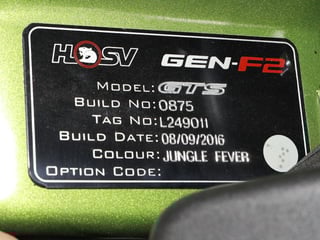 HSV GEN-F2
MODEL: GTS
BUILD NO: 0875
TAG NO: L249011
BUILD DATE: 08/09/2016
COLOUR: JUNGLE FEVER
OPTION CODE: